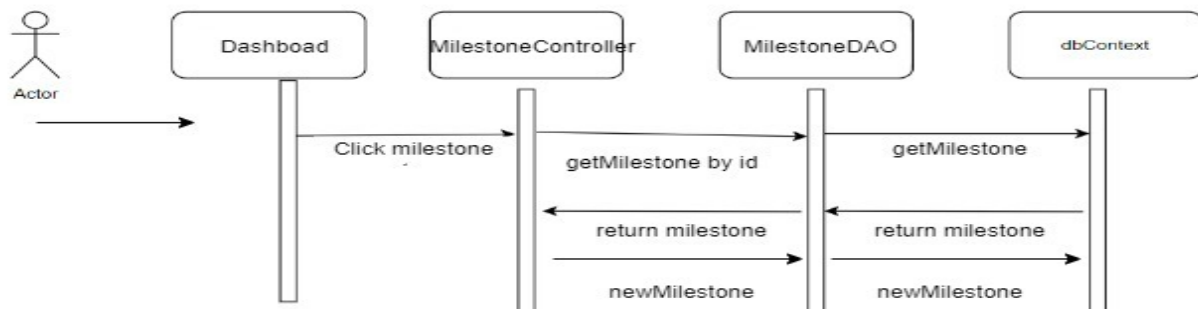 Dashboad
MilestoneController
MilestoneDAO
dbContext
Actor
Click milestone
getMilestone by id
getMilestone
return milestone
return milestone
newMilestone
newMilestone